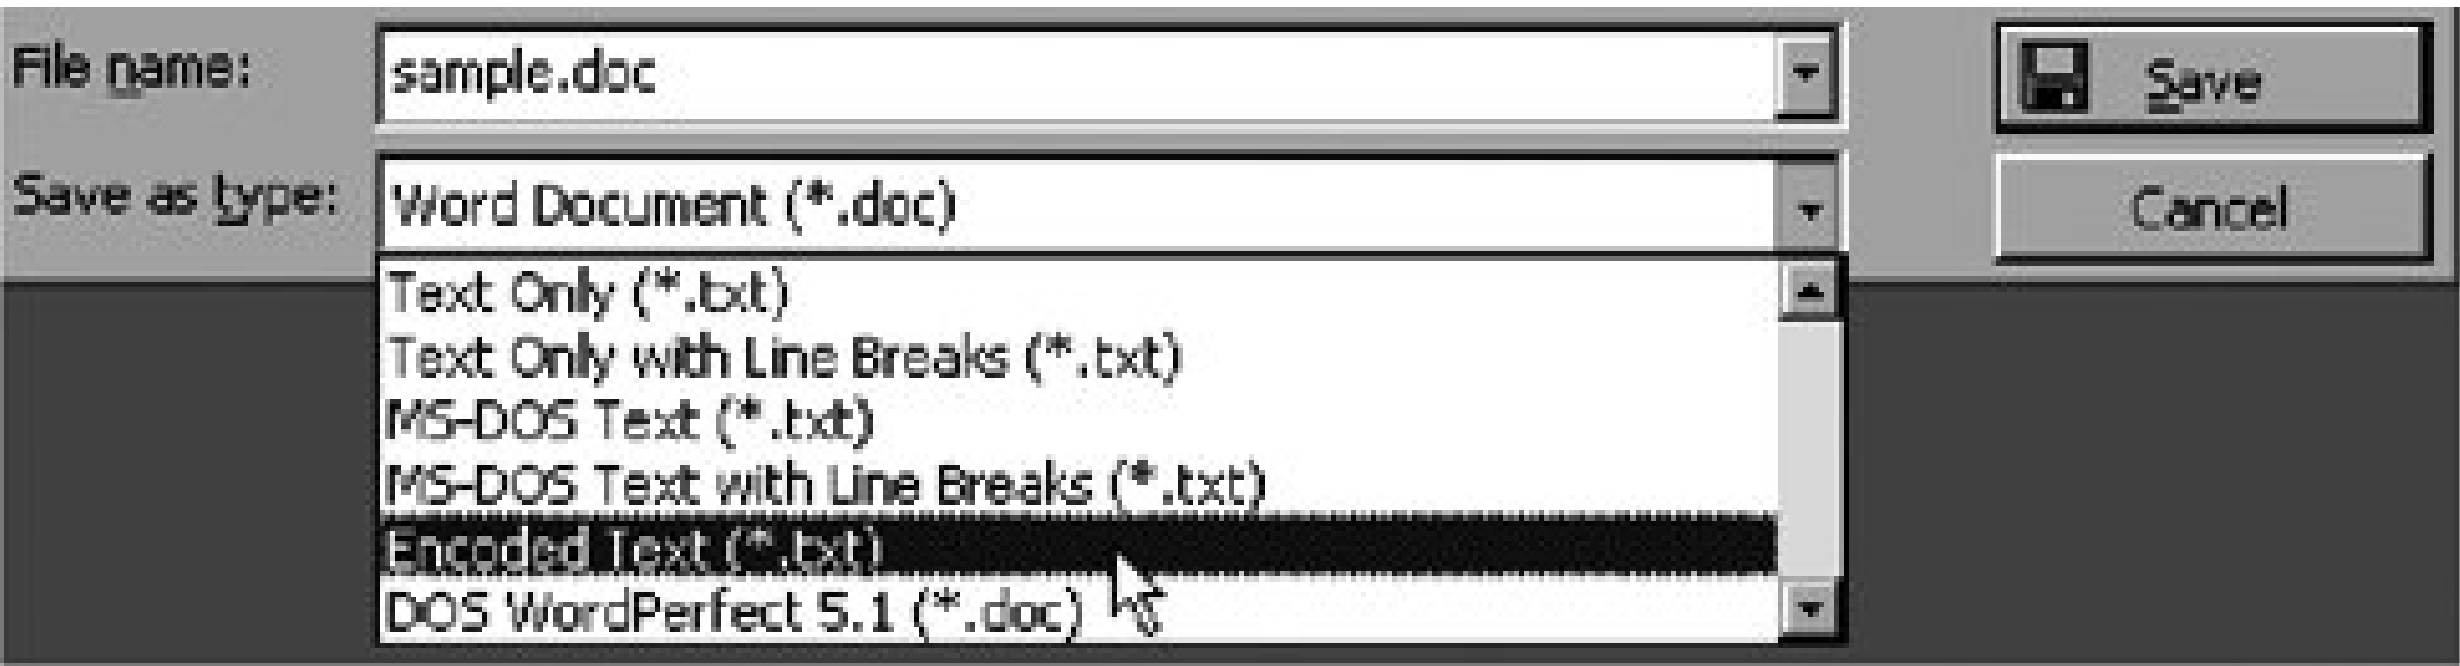 File name:
sample.doc
Save
Save as type:
Word Document (*.doc)
Cancel
Text Only (*.txt)
Text Only with Line Breaks (*.txt)
MS-DOS Text (*.txt)
MS-DOS Text with Line Breaks (*.txt)
Encoded Text (*.txt)
DOS WordPerfect 5.1 (*.doc)